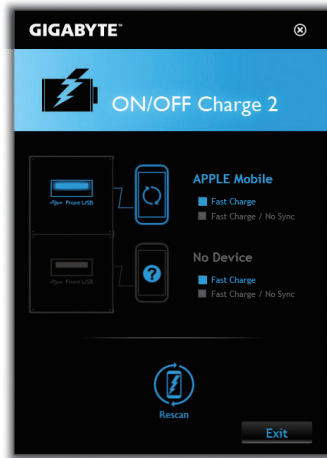 GIGABYTE™
ON/OFF Charge 2
APPLE Mobile
Front USB
Fast Charge
Fast Charge / No Sync
No Device
?
Front USB
Fast Charge
Fast Charge / No Sync
Rescan
Exit